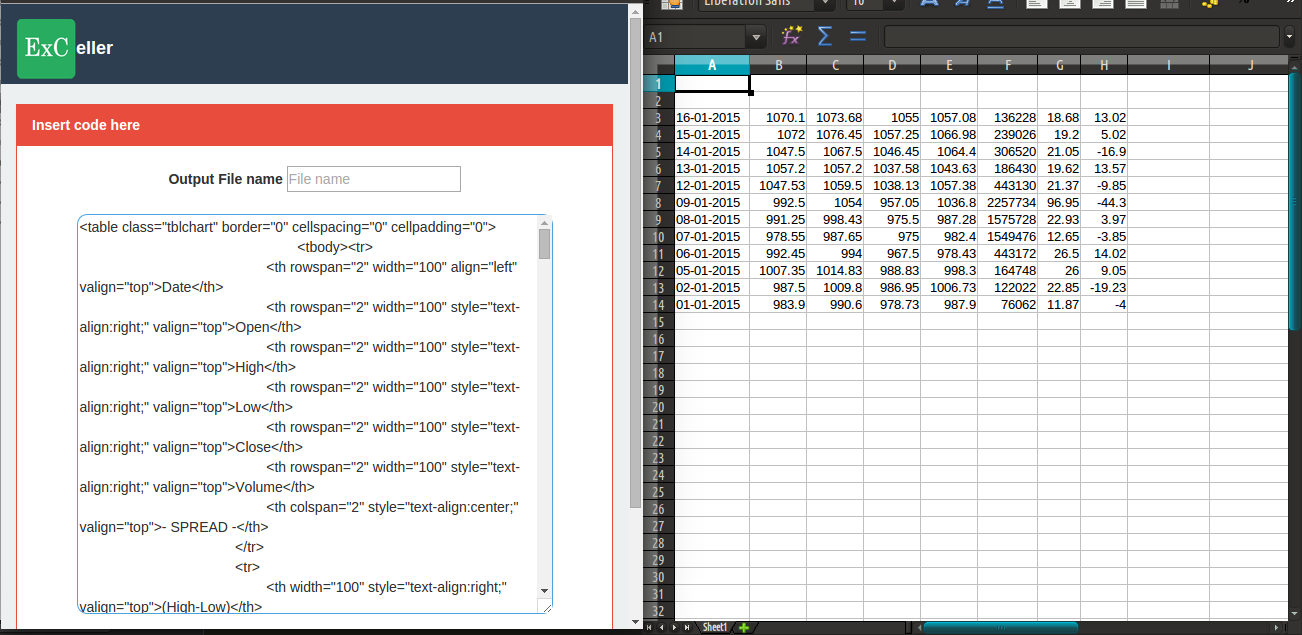 ExC eller
Insert code here
Output File name File name
<table class="tblchart" border="0" cellspacing="0" cellpadding="0">
<tbody><tr>
<th rowspan="2" width="100" align="left"
valign="top">Date</th>
<th rowspan="2" width="100" style="text-
align:right;" valign="top">Open</th>
<th rowspan="2" width="100" style="text-
align:right;" valign="top">High</th>
<th rowspan="2" width="100" style="text-
align:right;" valign="top">Low</th>
<th rowspan="2" width="100" style="text-
align:right;" valign="top">Close</th>
<th rowspan="2" width="100" style="text-
align:right;" valign="top">Volume</th>
<th colspan="2" style="text-align:center;"
valign="top">- SPREAD -</th>
</tr>
<tr>
<th width="100" style="text-align:right;"
valign="top">(High-Low)</th>
Liberation Sans 10
A1
A B C D E F G H I J
1
2
3 16-01-2015 1070.1 1073.68 1055 1057.08 136228 18.68 13.02
4 15-01-2015 1072 1076.45 1057.25 1066.98 239026 19.2 5.02
5 14-01-2015 1047.5 1067.5 1046.45 1064.4 306520 21.05 -16.9
6 13-01-2015 1057.2 1057.2 1037.58 1043.63 186430 19.62 13.57
7 12-01-2015 1047.53 1059.5 1038.13 1057.38 443130 21.37 -9.85
8 09-01-2015 992.5 1054 957.05 1036.8 2257734 96.95 -44.3
9 08-01-2015 991.25 998.43 975.5 987.28 1575728 22.93 3.97
10 07-01-2015 978.55 987.65 975 982.4 1549476 12.65 -3.85
11 06-01-2015 992.45 994 967.5 978.43 443172 26.5 14.02
12 05-01-2015 1007.35 1014.83 988.83 998.3 164748 26 9.05
13 02-01-2015 987.5 1009.8 986.95 1006.73 122022 22.85 -19.23
14 01-01-2015 983.9 990.6 978.73 987.9 76062 11.87 -4
15
16
17
18
19
20
21
22
23
24
25
26
27
28
29
30
31
32
Sheet1